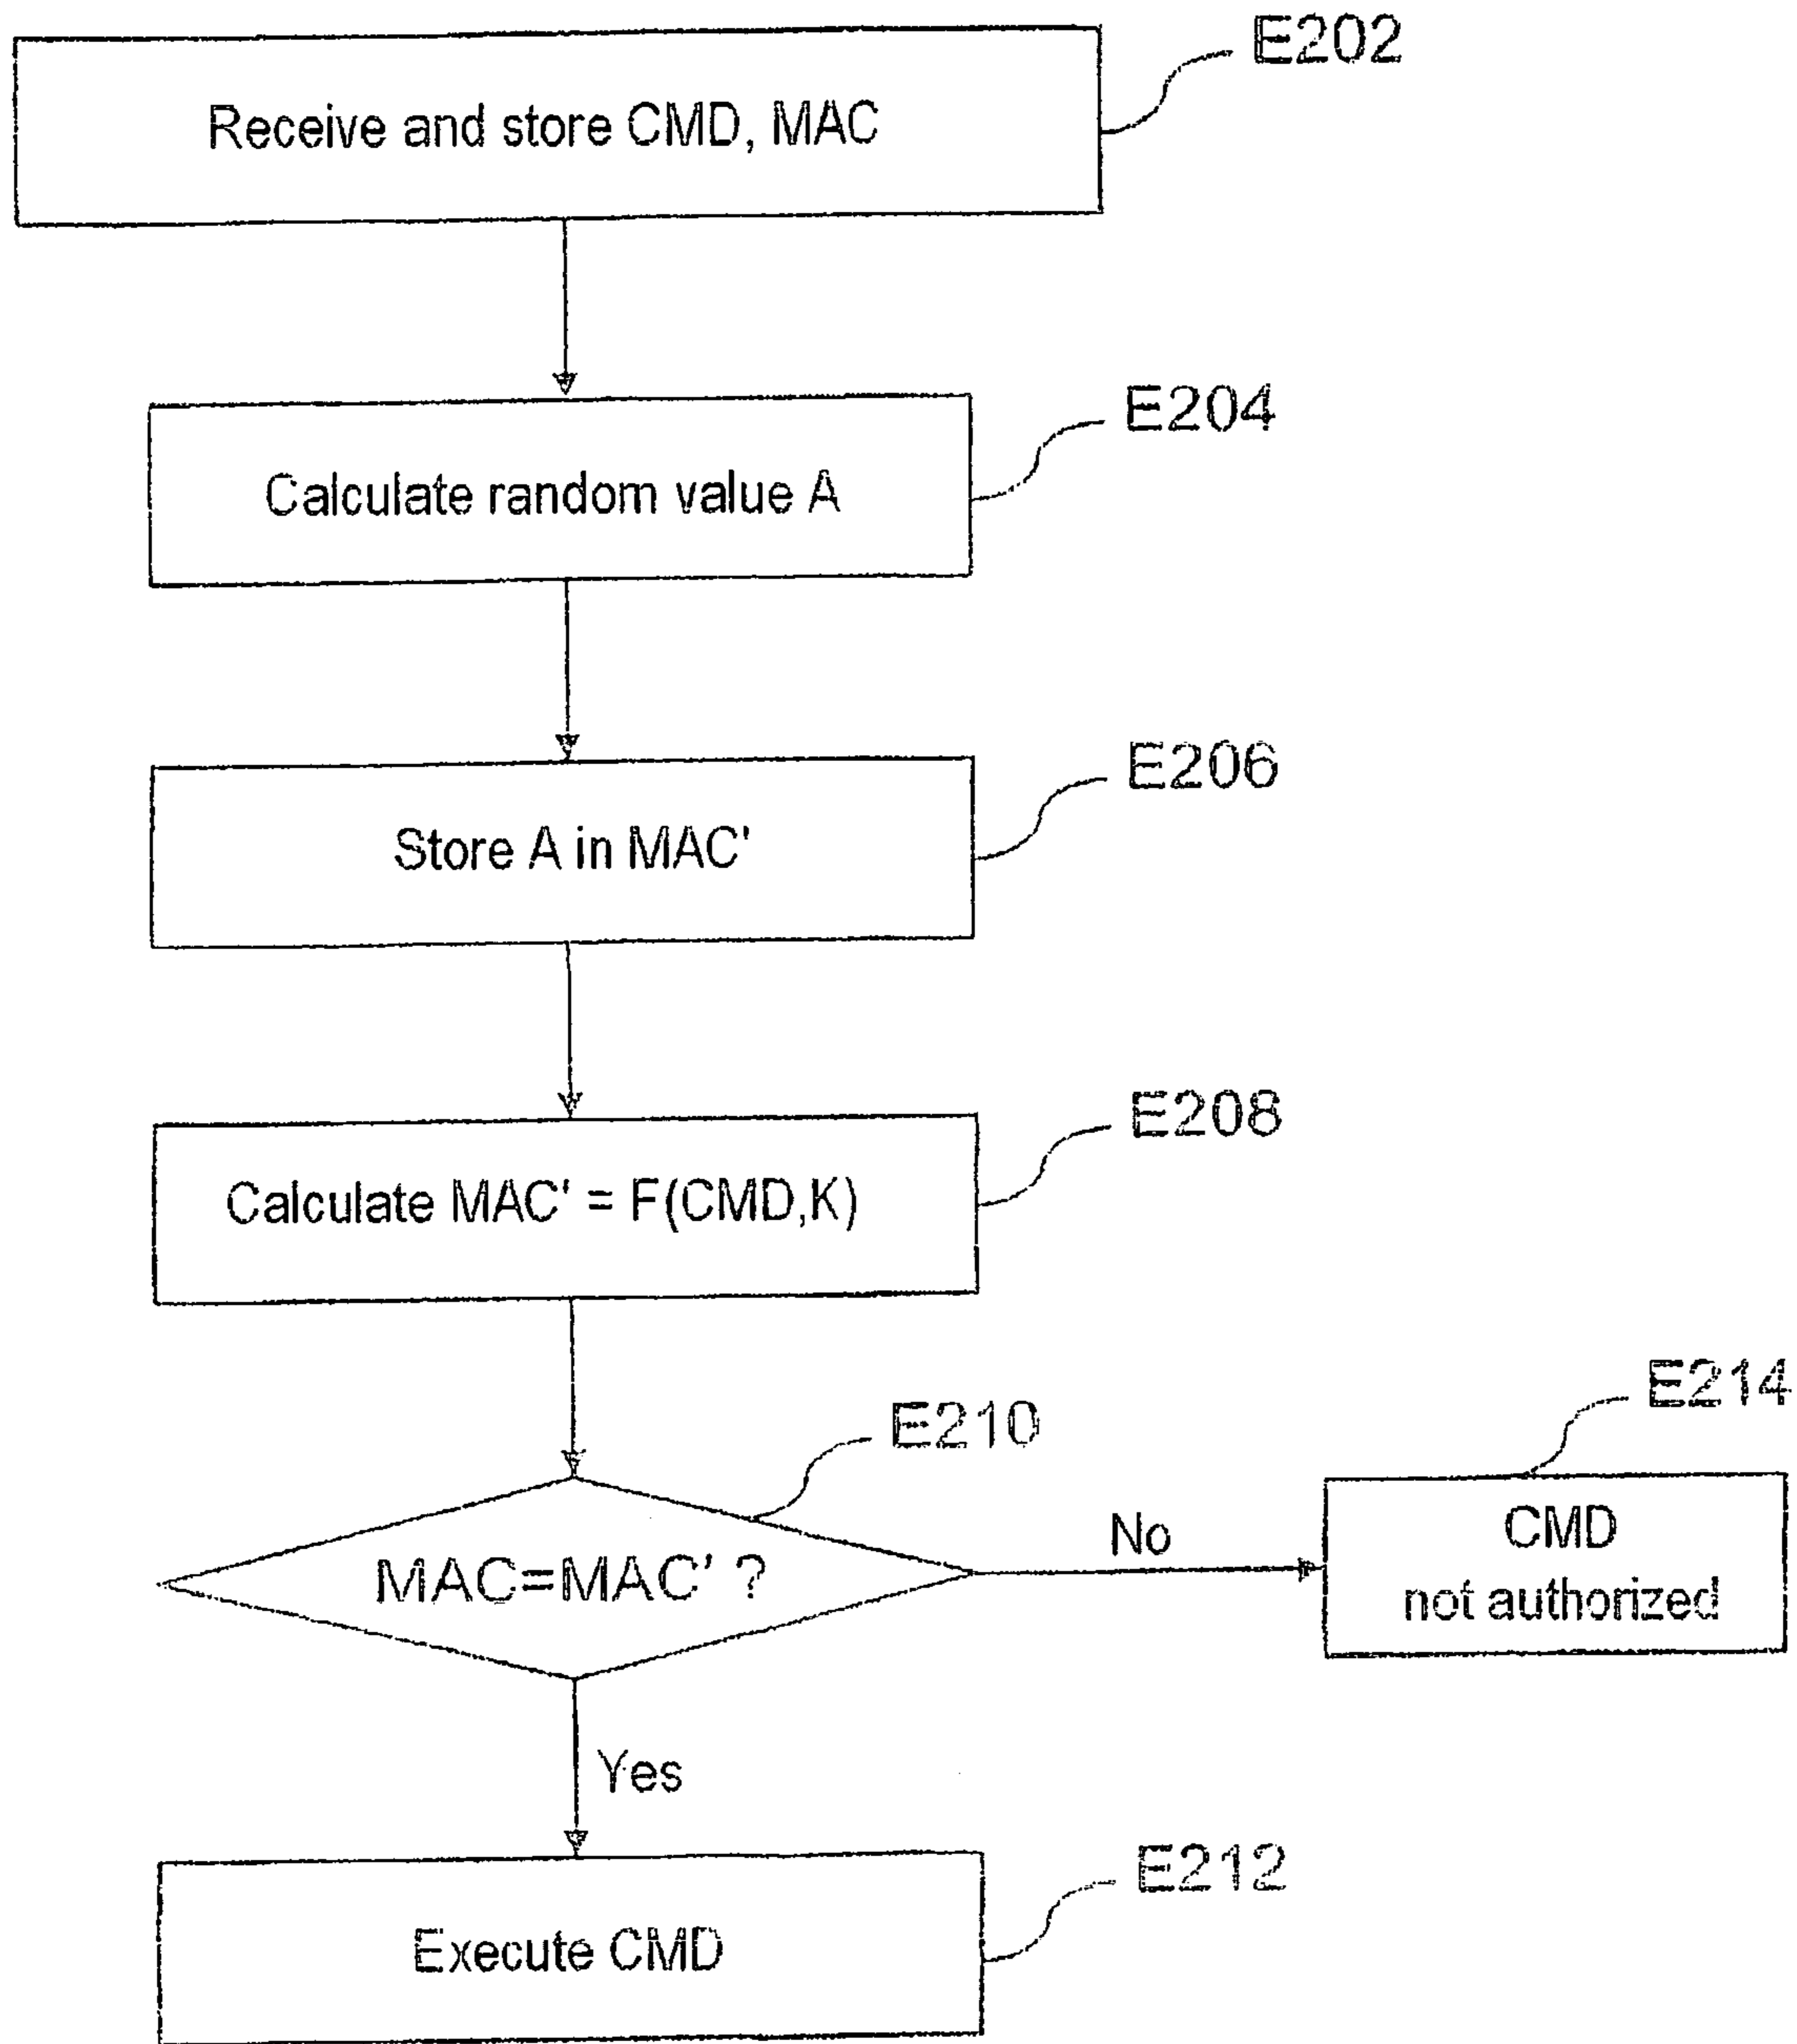 E202
Receive and store CMD, MAC
E204
Calculate random value A
E206
Store A in MAC'
E208
Calculate MAC' = F(CMD,K)
E210
E214
MAC=MAC' ?
No
CMD
not authorized
Yes
E212
Execute CMD